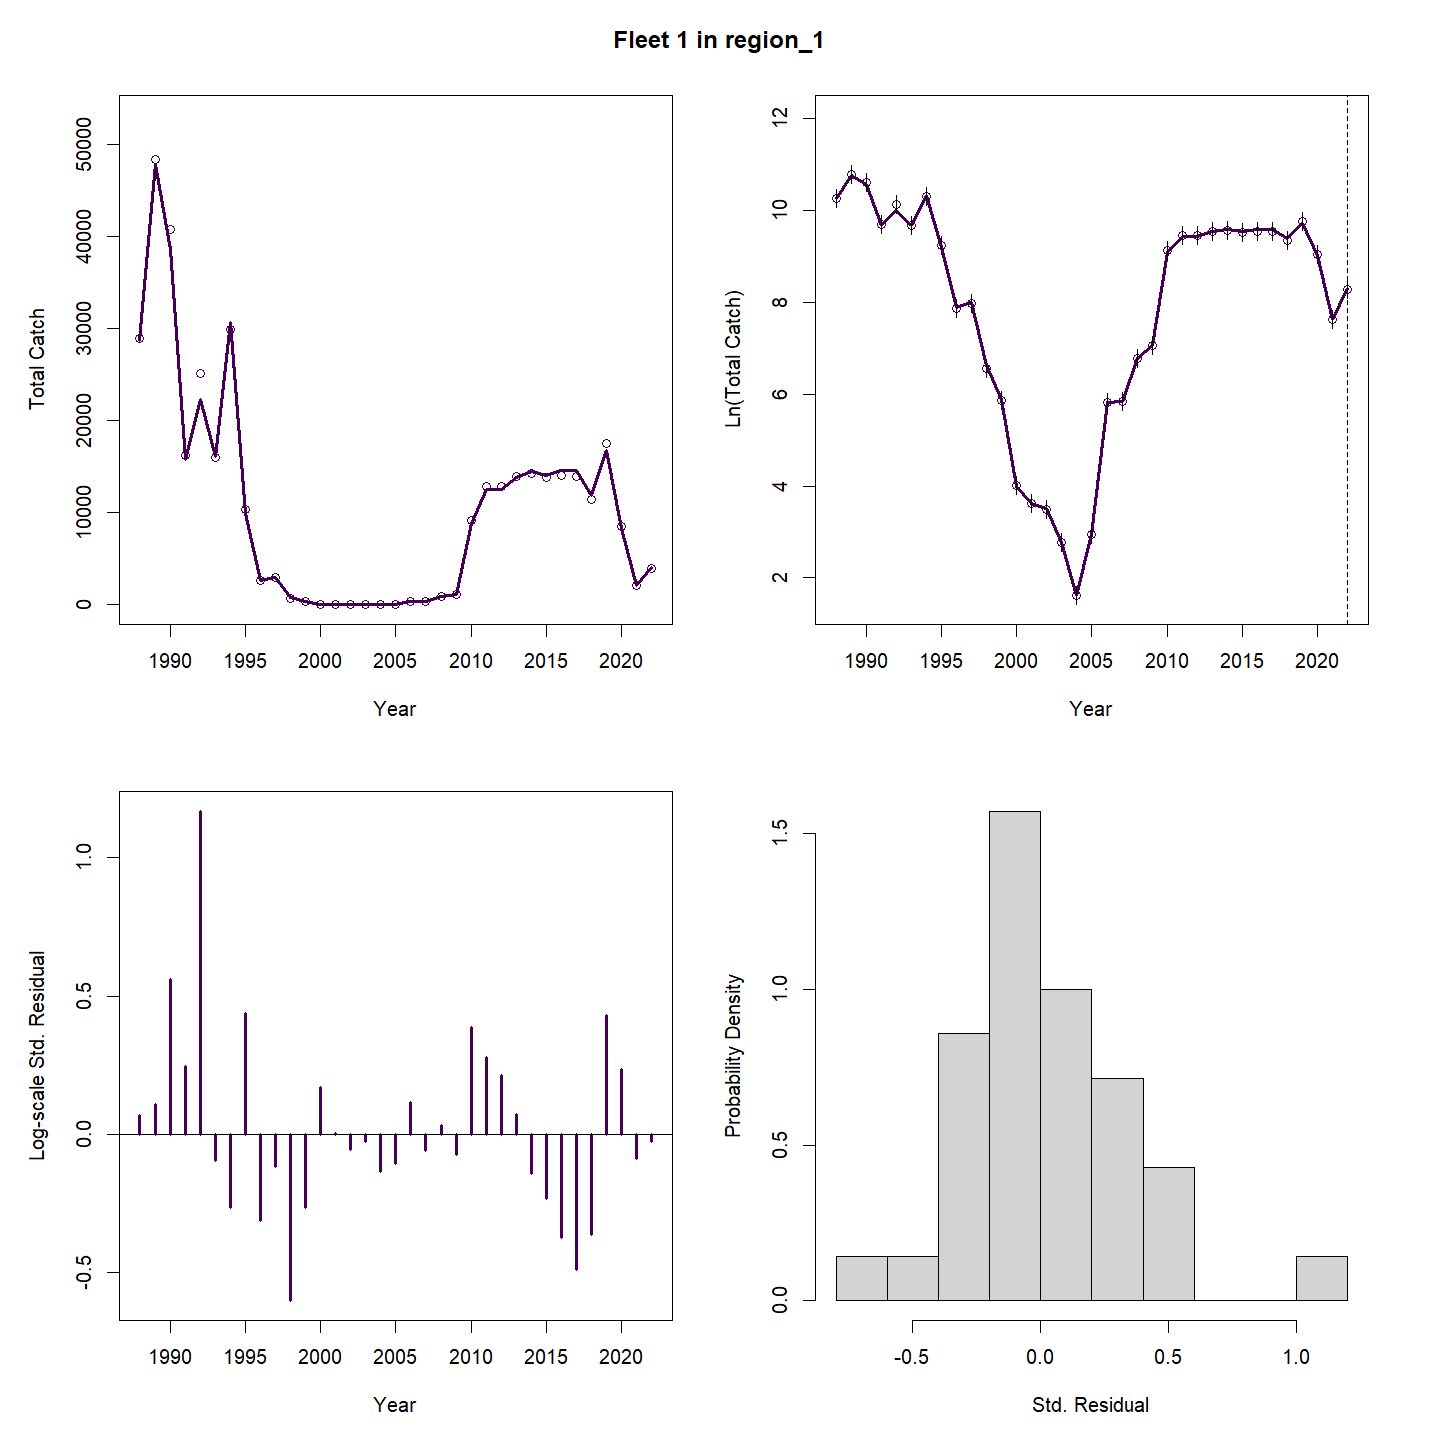 Fleet 1 in region_1
Total Catch
50000
40000
30000
20000
10000
0
1990 1995 2000 2005 2010 2015 2020
Year
Ln(Total Catch)
12
10
8
6
4
2
1990 1995 2000 2005 2010 2015 2020
Year
Log-scale Std. Residual
1.0
0.5
0.0
-0.5
1990 1995 2000 2005 2010 2015 2020
Year
Probability Density
1.5
1.0
0.5
0.0
-0.5 0.0 0.5 1.0
Std. Residual